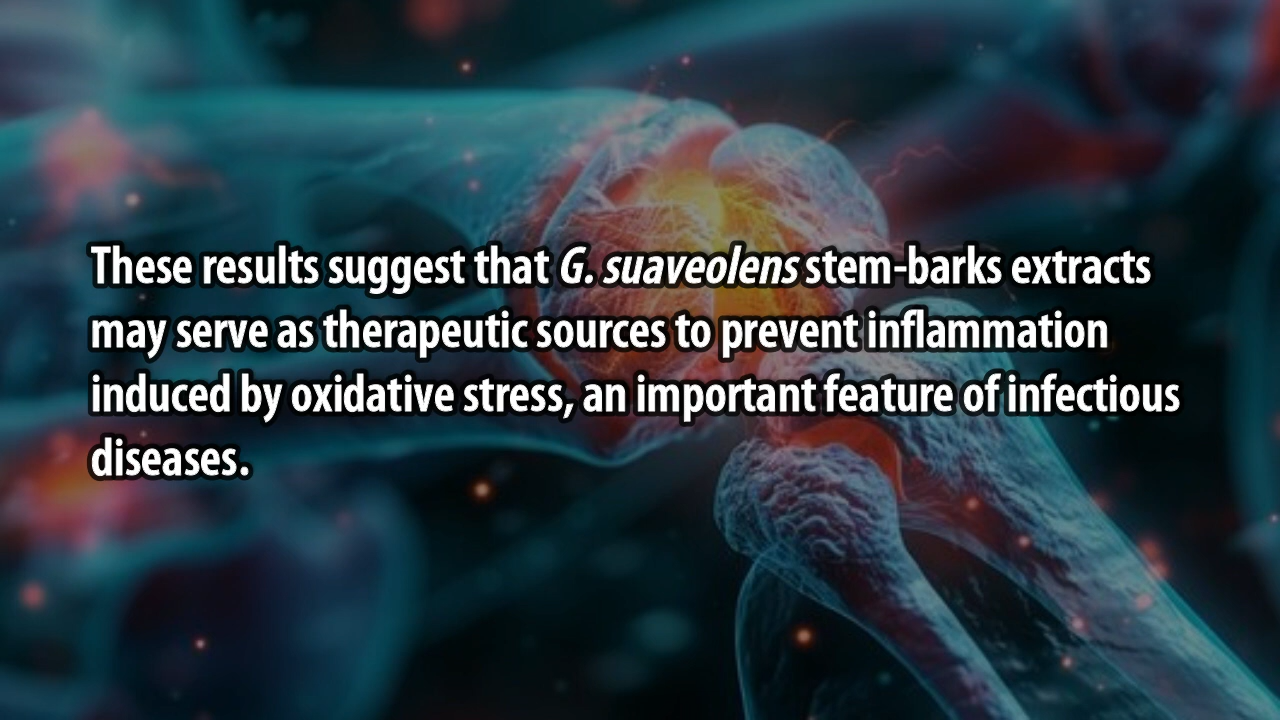 These results suggest that G. suaveolens stem-barks extracts
may serve as therapeutic sources to prevent inflammation
induced by oxidative stress, an important feature of infectious
diseases.